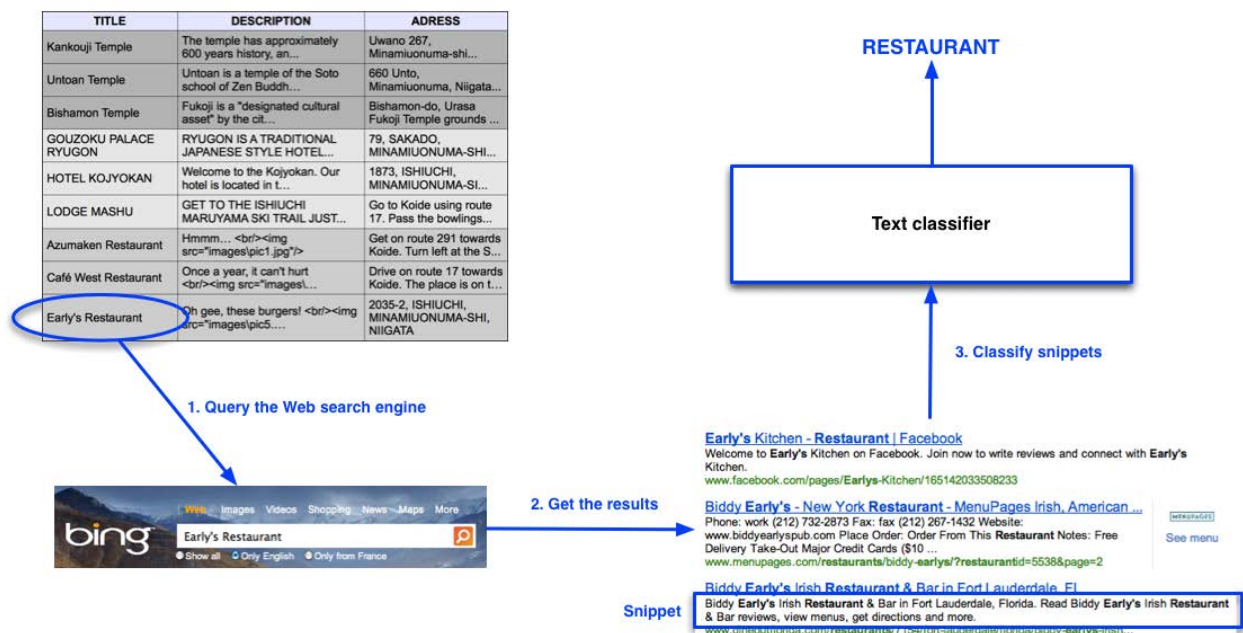 TITLE DESCRIPTION ADRESS
Kankouji Temple The temple has approximately 600 years history, an... Uwano 267, Minamiuonuma-shi...
Untoan Temple Untoan is a temple of the Soto school of Zen Buddh... 660 Unto, Minamiuonuma, Niigata...
Bishamon Temple Fukoji is a "designated cultural asset" by the cit... Bishamon-do, Urasa Fukoji Temple grounds ...
GOUZOKU PALACE RYUGON RYUGON IS A TRADITIONAL JAPANESE STYLE HOTEL... 79, SAKADO, MINAMIUONUMA-SHI...
HOTEL KOJYOKAN Welcome to the Kojyokan. Our hotel is located in t... 1873, ISHIUCHI, MINAMIUONUMA-SI...
LODGE MASHU GET TO THE ISHIUCHI MARUYAMA SKI TRAIL JUST... Go to Koide using route 17. Pass the bowlings...
Azumaken Restaurant Hmmm... <br/><img src="images\pic1.jpg"/> Get on route 291 towards Koide. Turn left at the S...
Café West Restaurant Once a year, it can't hurt <br/><img src="images\... Drive on route 17 towards Koide. The place is on t...
Early's Restaurant Oh gee, these burgers! <br/><img src="images\pic5.... 2035-2, ISHIUCHI, MINAMIUONUMA-SHI, NIIGATA
1. Query the Web search engine
bing
Web Images Videos Shopping News Maps More
Early's Restaurant
Show all Only English Only from France
2. Get the results
RESTAURANT
Text classifier
3. Classify snippets
Early's Kitchen - Restaurant | Facebook
Welcome to Early's Kitchen on Facebook. Join now to write reviews and connect with Early's
Kitchen.
www.facebook.com/pages/Earlys-Kitchen/165142033508233
Biddy Early's - New York Restaurant - MenuPages Irish, American ...
Phone: work (212) 732-2873 Fax: fax (212) 267-1432 Website:
www.biddyearlyspub.com Place Order: Order From This Restaurant Notes: Free
Delivery Take-Out Major Credit Cards ($10 ...
www.menupages.com/restaurants/biddy-earlys/?restaurantid=5538&page=2
MENUPAGES
See menu
Biddy Early's Irish Restaurant & Bar in Fort Lauderdale, FL
Snippet
Biddy Early's Irish Restaurant & Bar in Fort Lauderdale, Florida. Read Biddy Early's Irish Restaurant
& Bar reviews, view menus, get directions and more.